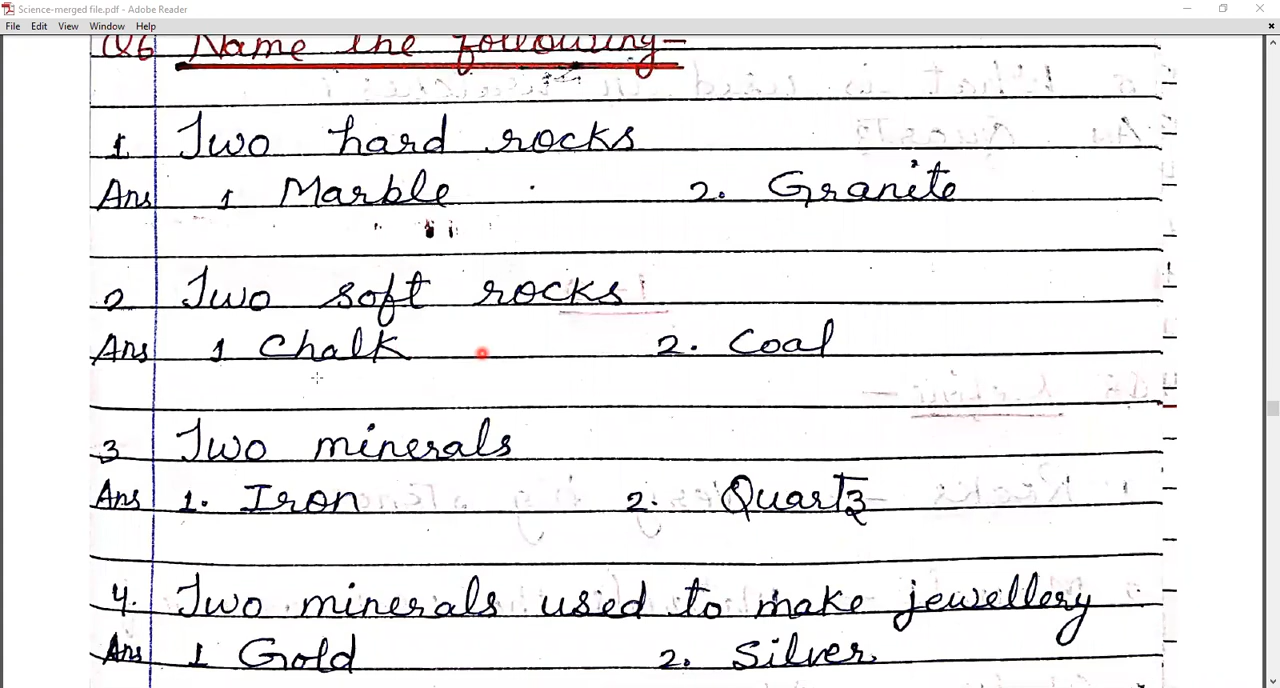 Science-merged file.pdf - Adobe Reader
File Edit View Window Help
Q6 Name the following-
1 Two hard rocks
Ans 1 Marble 2. Granite
2 Two soft rocks
Ans 1 Chalk 2. Coal
3 Two minerals
Ans 1. Iron 2. Quartz
4. Two minerals used to make jewellery
Ans 1 Gold 2. Silver.